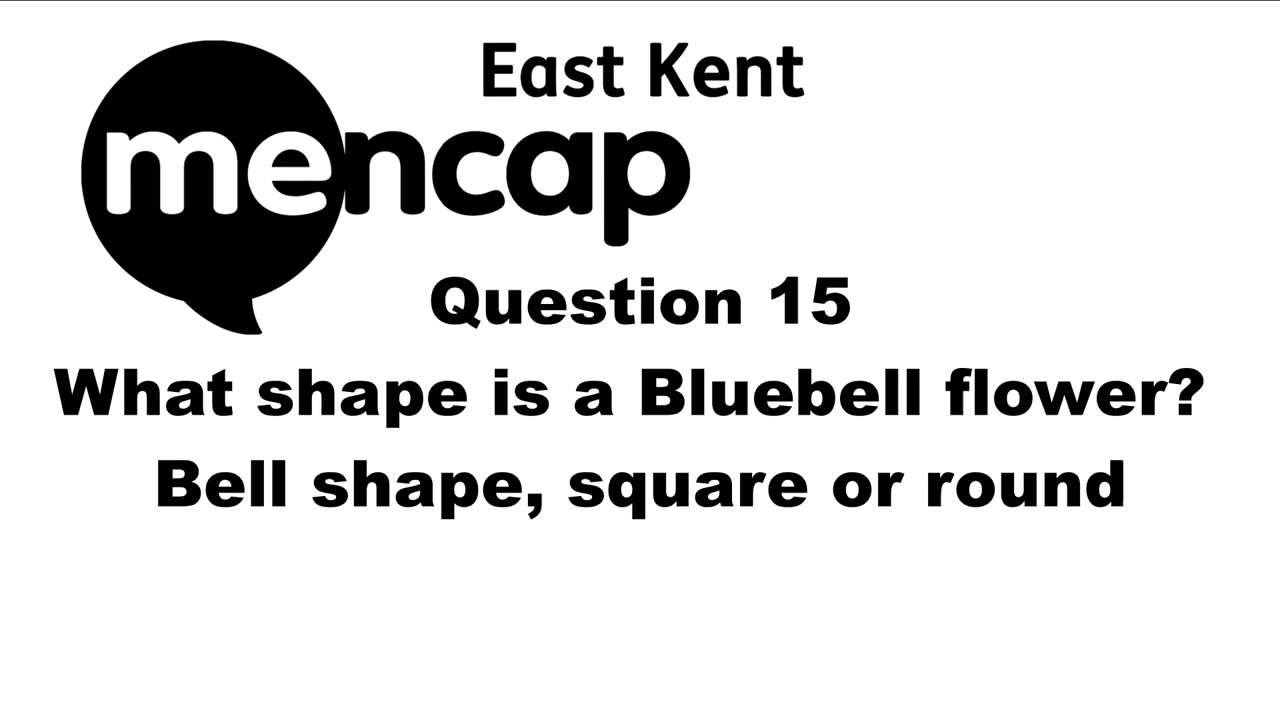 East Kent
mencap
Question 15
What shape is a Bluebell flower?
Bell shape, square or round